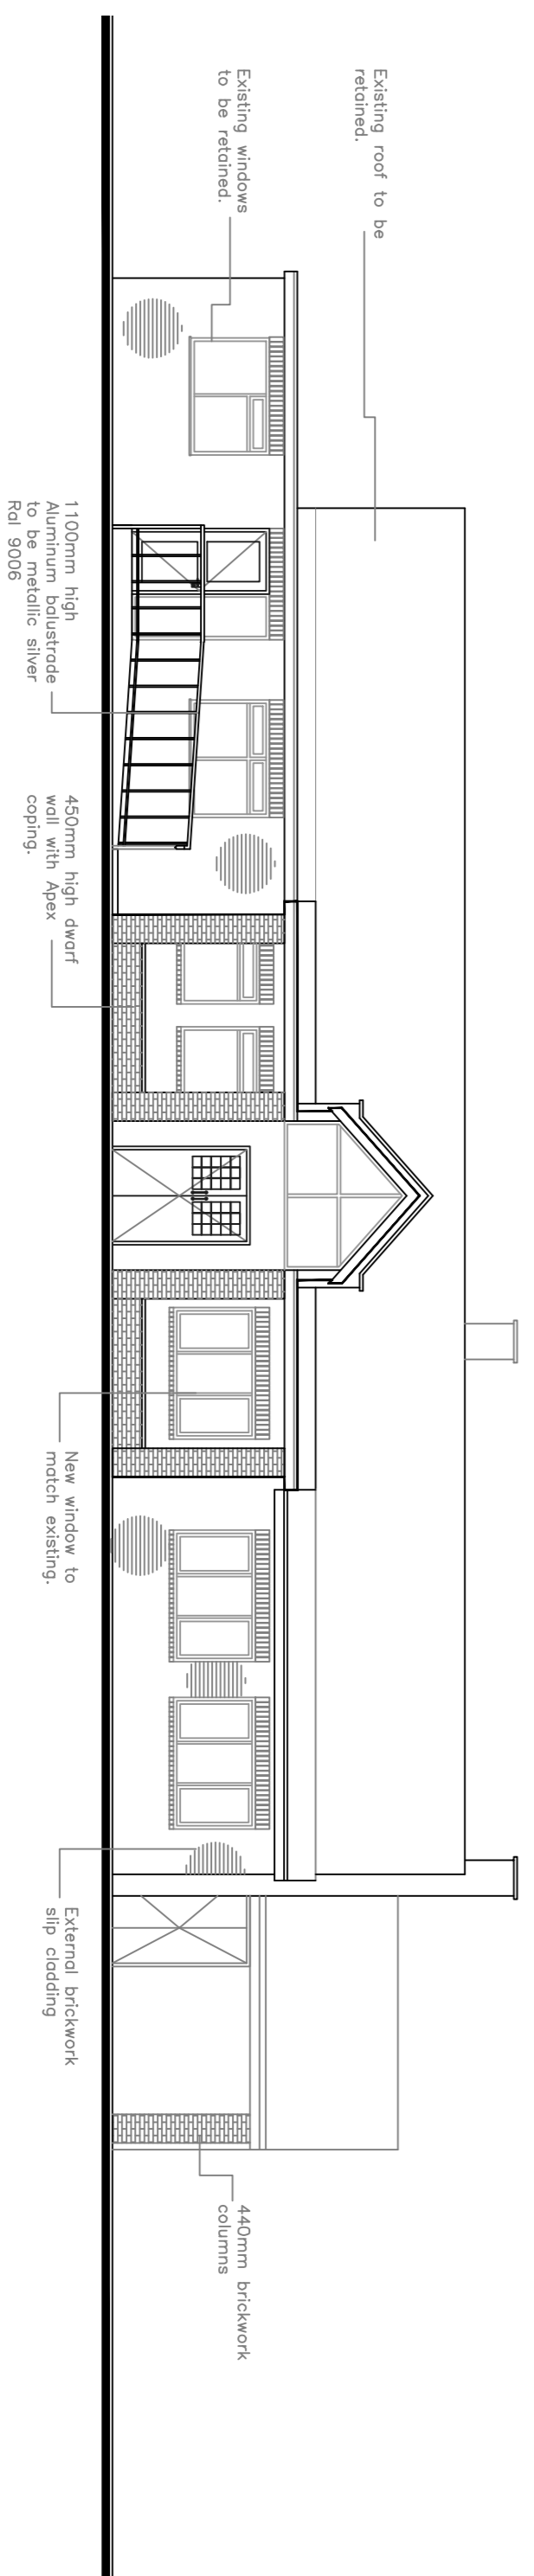 Existing roof to be
retained.
Existing windows
to be retained.
1100mm high
Aluminum balustrade
to be metallic silver
Ral 9006
450mm high dwarf
wall with Apex
coping.
New window to
match existing.
External brickwork
slip cladding
440mm brickwork
columns